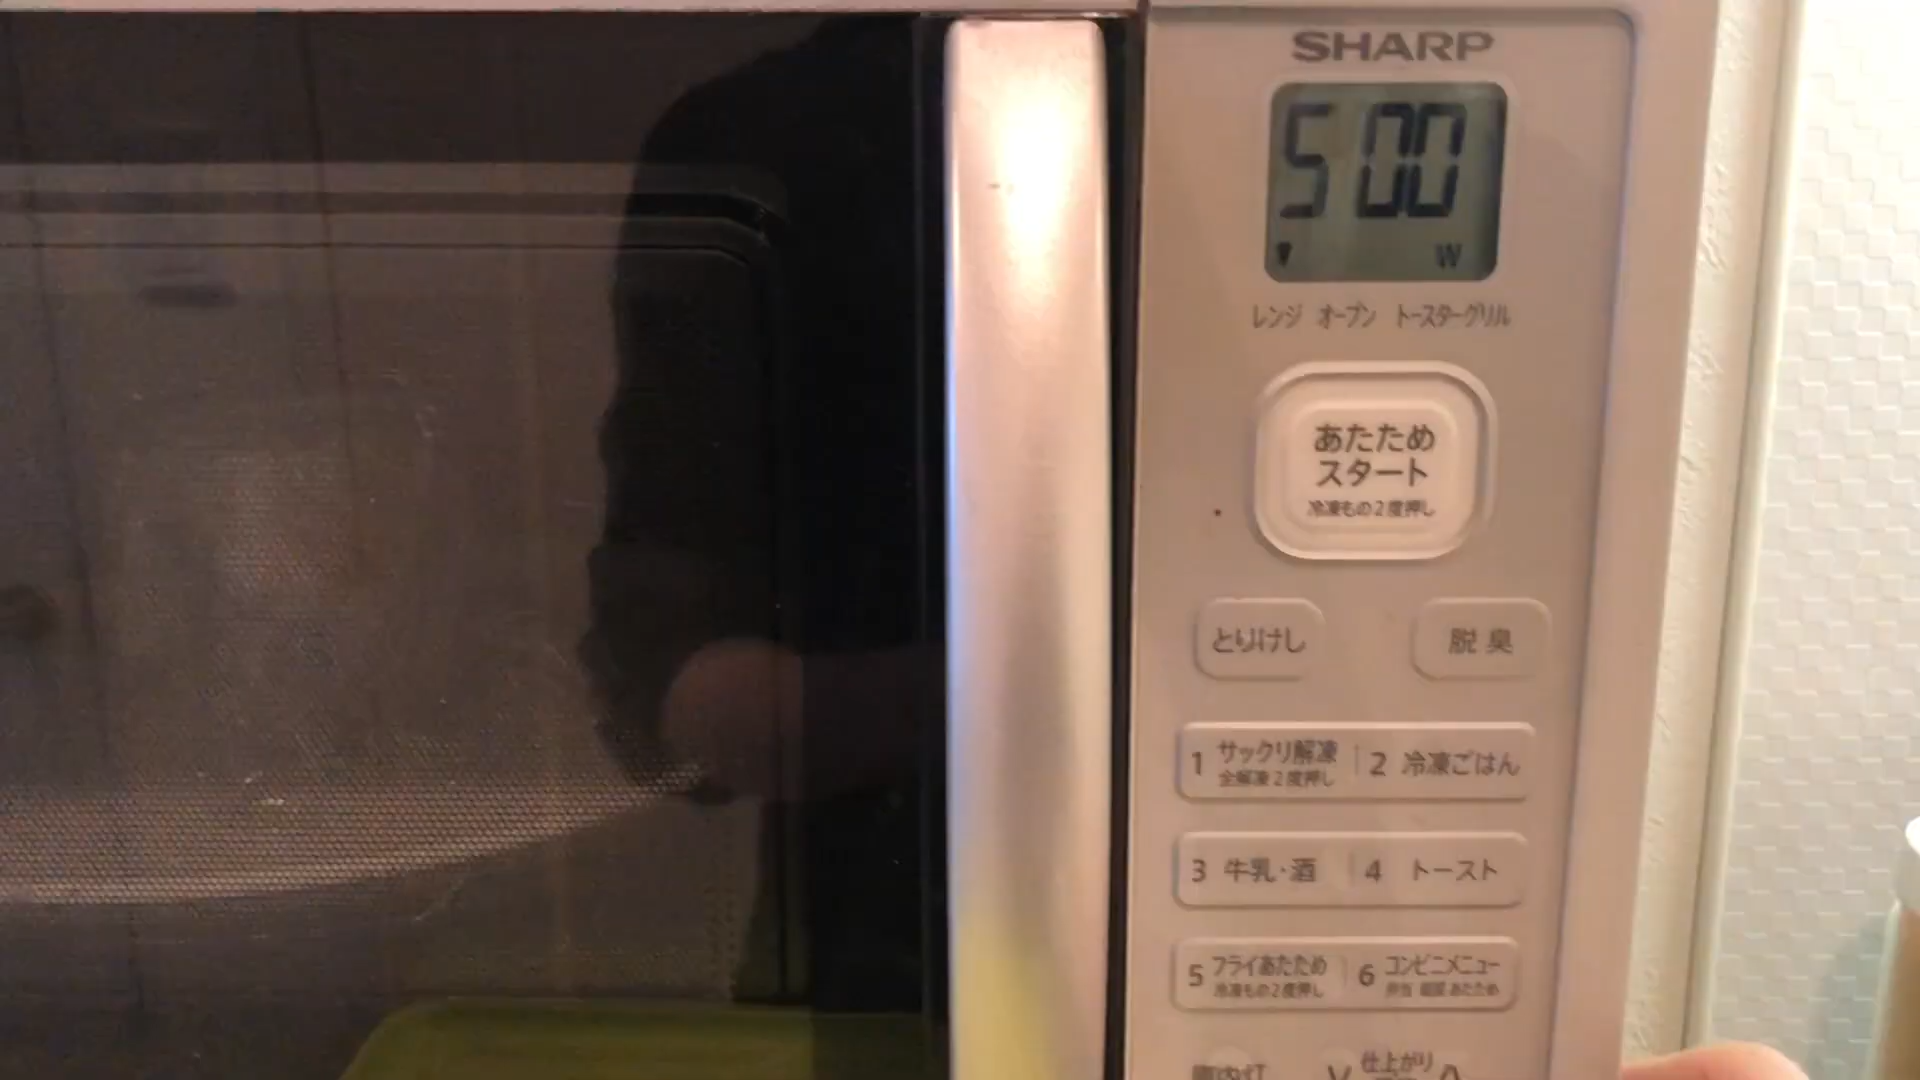 SHARP
500
W
レンジ オーブン トースターグリル
あたため
スタート
冷凍もの2度押し
とりけし 脱臭
1 サックリ解凍
全解凍2度押し
2 冷凍ごはん
3 牛乳・酒
4 トースト
5 フライあたため
冷凍もの2度押し
6 コンビニメニュー
仕上がり